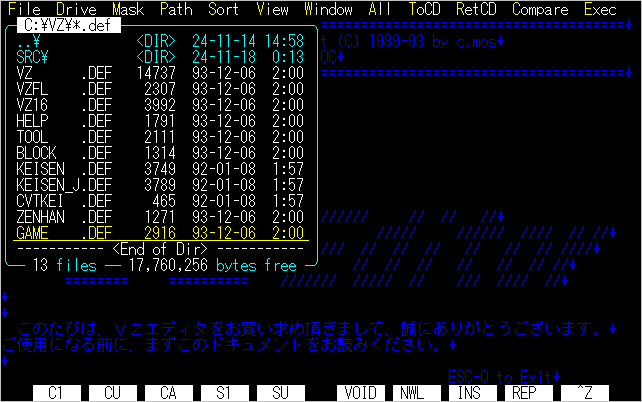 File Drive Mask Path Sort View Window All ToCD RetCD Compare Exec
C:¥VZ¥*.def
..¥ <DIR> 24-11-14 14:58
SRC¥ <DIR> 24-11-18 0:13
VZ .DEF 14737 93-12-06 2:00
VZFL .DEF 2307 93-12-06 2:00
VZ16 .DEF 3992 93-12-06 2:00
HELP .DEF 1791 93-12-06 2:00
TOOL .DEF 2111 93-12-06 2:00
BLOCK .DEF 1314 93-12-06 2:00
KEISEN .DEF 3749 92-01-08 1:57
KEISEN_J.DEF 3789 92-01-08 1:57
CVTKEI .DEF 465 92-01-08 1:57
ZENHAN .DEF 1271 93-12-06 2:00
GAME .DEF 2916 93-12-06 2:00
---------- <End of Dir> ----------
13 files — 17,760,256 bytes free
t (C) 1989-93 by c.mos
このたびは、ＶＺエディタをお買い求め頂きまして、誠にありがとうございます。
ご使用になる前に、まずこのドキュメントをお読みください。
ESC-Q to Exit
C1 CU CA S1 SU VOID NWL INS REP ^Z